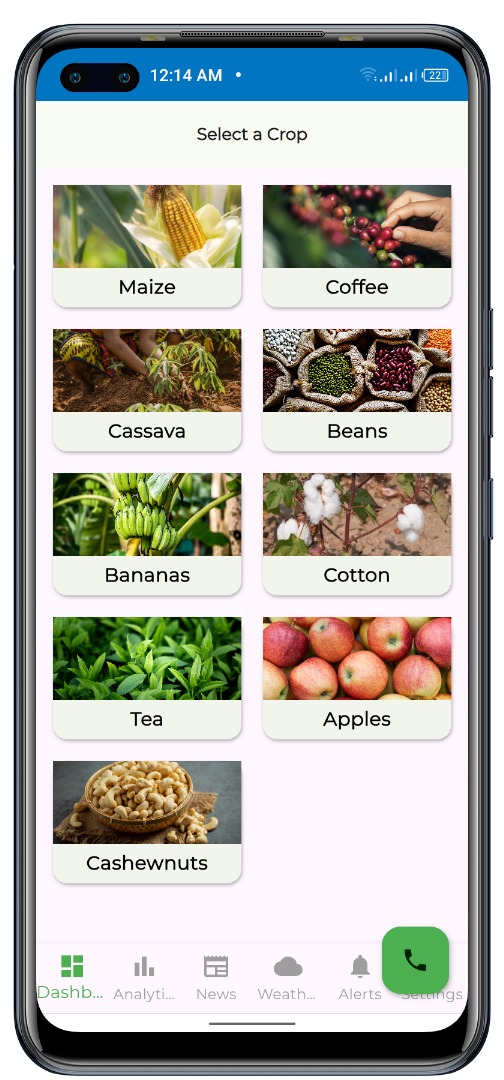 12:14 AM •
22
Select a Crop
Maize
Coffee
Cassava
Beans
Bananas
Cotton
Tea
Apples
Cashewnuts
Dashb... Analyti... News Weath... Alerts Settings